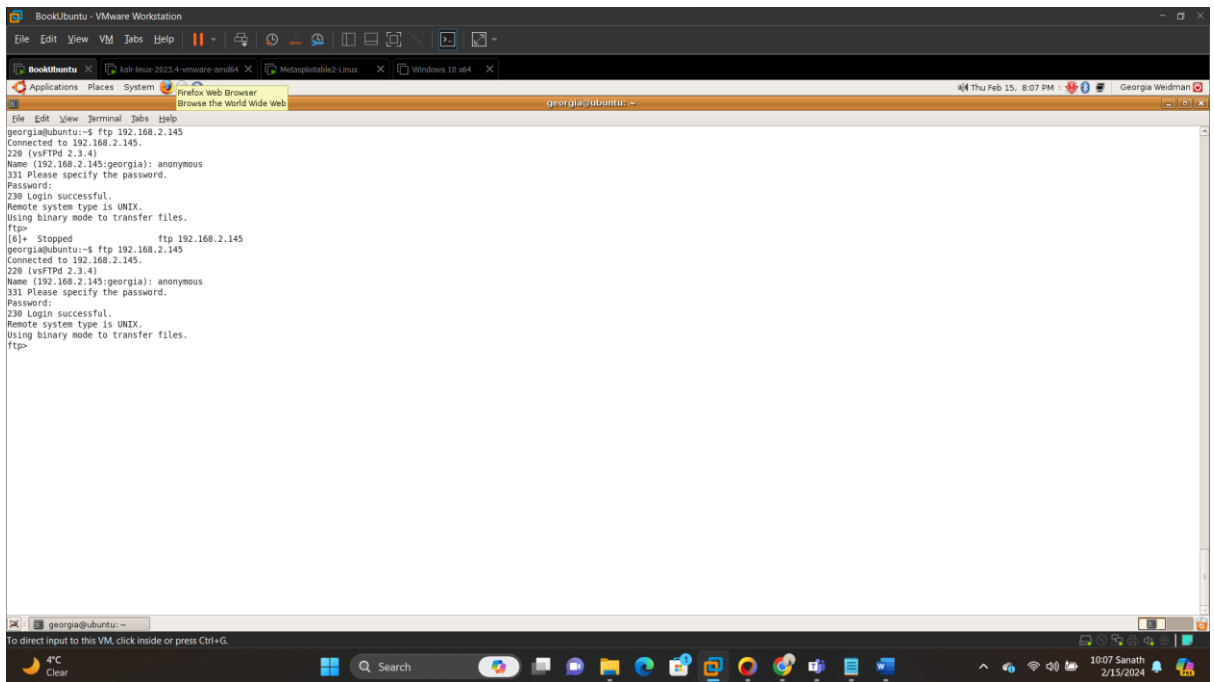 BookUbuntu - VMware Workstation
File Edit View VM Tabs Help
BookUbuntu kali-linux-2023.4-vmware-amd64 Metasploitable2-Linux Windows 10 x64
Applications Places System Thu Feb 15, 8:07 PM Georgia Weidman
Firefox Web Browser
Browse the World Wide Web
georgia@ubuntu: ~
File Edit View Terminal Tabs Help
georgia@ubuntu:~$ ftp 192.168.2.145
Connected to 192.168.2.145.
220 (vsFTPd 2.3.4)
Name (192.168.2.145:georgia): anonymous
331 Please specify the password.
Password:
230 Login successful.
Remote system type is UNIX.
Using binary mode to transfer files.
ftp>
[6]+ Stopped ftp 192.168.2.145
georgia@ubuntu:~$ ftp 192.168.2.145
Connected to 192.168.2.145.
220 (vsFTPd 2.3.4)
Name (192.168.2.145:georgia): anonymous
331 Please specify the password.
Password:
230 Login successful.
Remote system type is UNIX.
Using binary mode to transfer files.
ftp>
georgia@ubuntu: ~
To direct input to this VM, click inside or press Ctrl+G.
4°C
Clear
Search
10:07 Sanath
2/15/2024